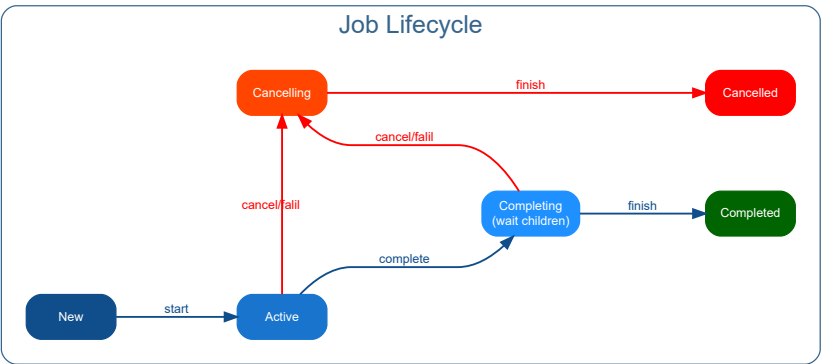 Job Lifecycle
Cancelling
finish
Cancelled
cancel/falil
cancel/falil
Completing
(wait children)
finish
Completed
complete
New
start
Active